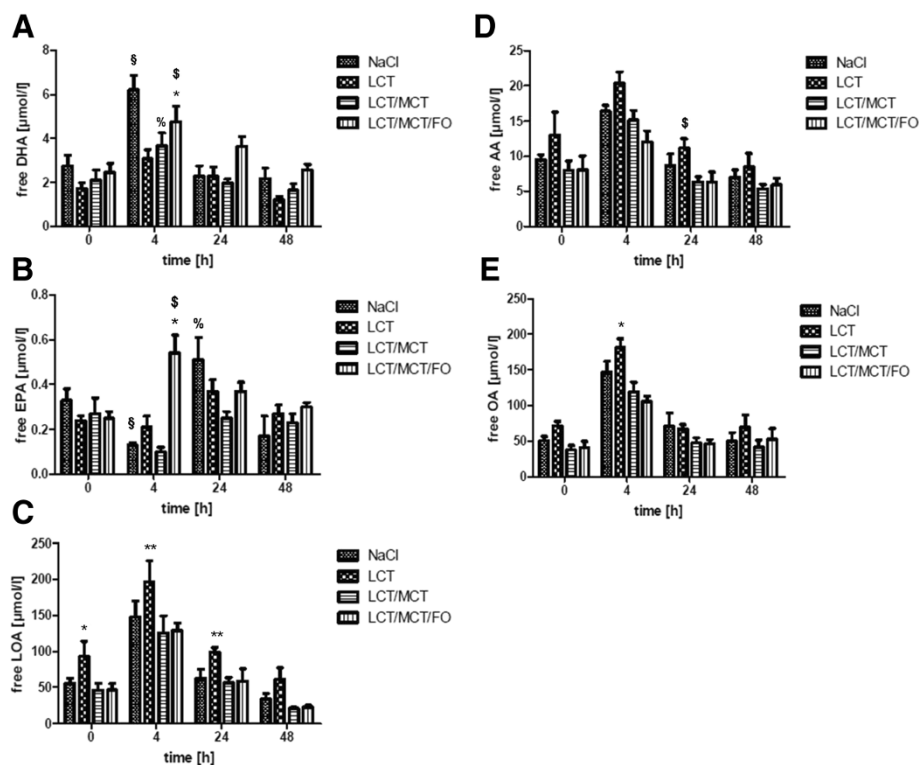 A
free DHA [µmol/l]
8
6
4
2
0
§
%
$
*
0 4 24 48
time [h]
NaCl
LCT
LCT/MCT
LCT/MCT/FO
B
free EPA [µmol/l]
0.8
0.6
0.4
0.2
0.0
§
$
*
%
0 4 24 48
time [h]
NaCl
LCT
LCT/MCT
LCT/MCT/FO
C
free LOA [µmol/l]
250
200
150
100
50
0
*
**
**
0 4 24 48
time [h]
NaCl
LCT
LCT/MCT
LCT/MCT/FO
D
free AA [µmol/l]
25
20
15
10
5
0
$
0 4 24 48
time [h]
NaCl
LCT
LCT/MCT
LCT/MCT/FO
E
free OA [µmol/l]
250
200
150
100
50
0
*
0 4 24 48
time [h]
NaCl
LCT
LCT/MCT
LCT/MCT/FO